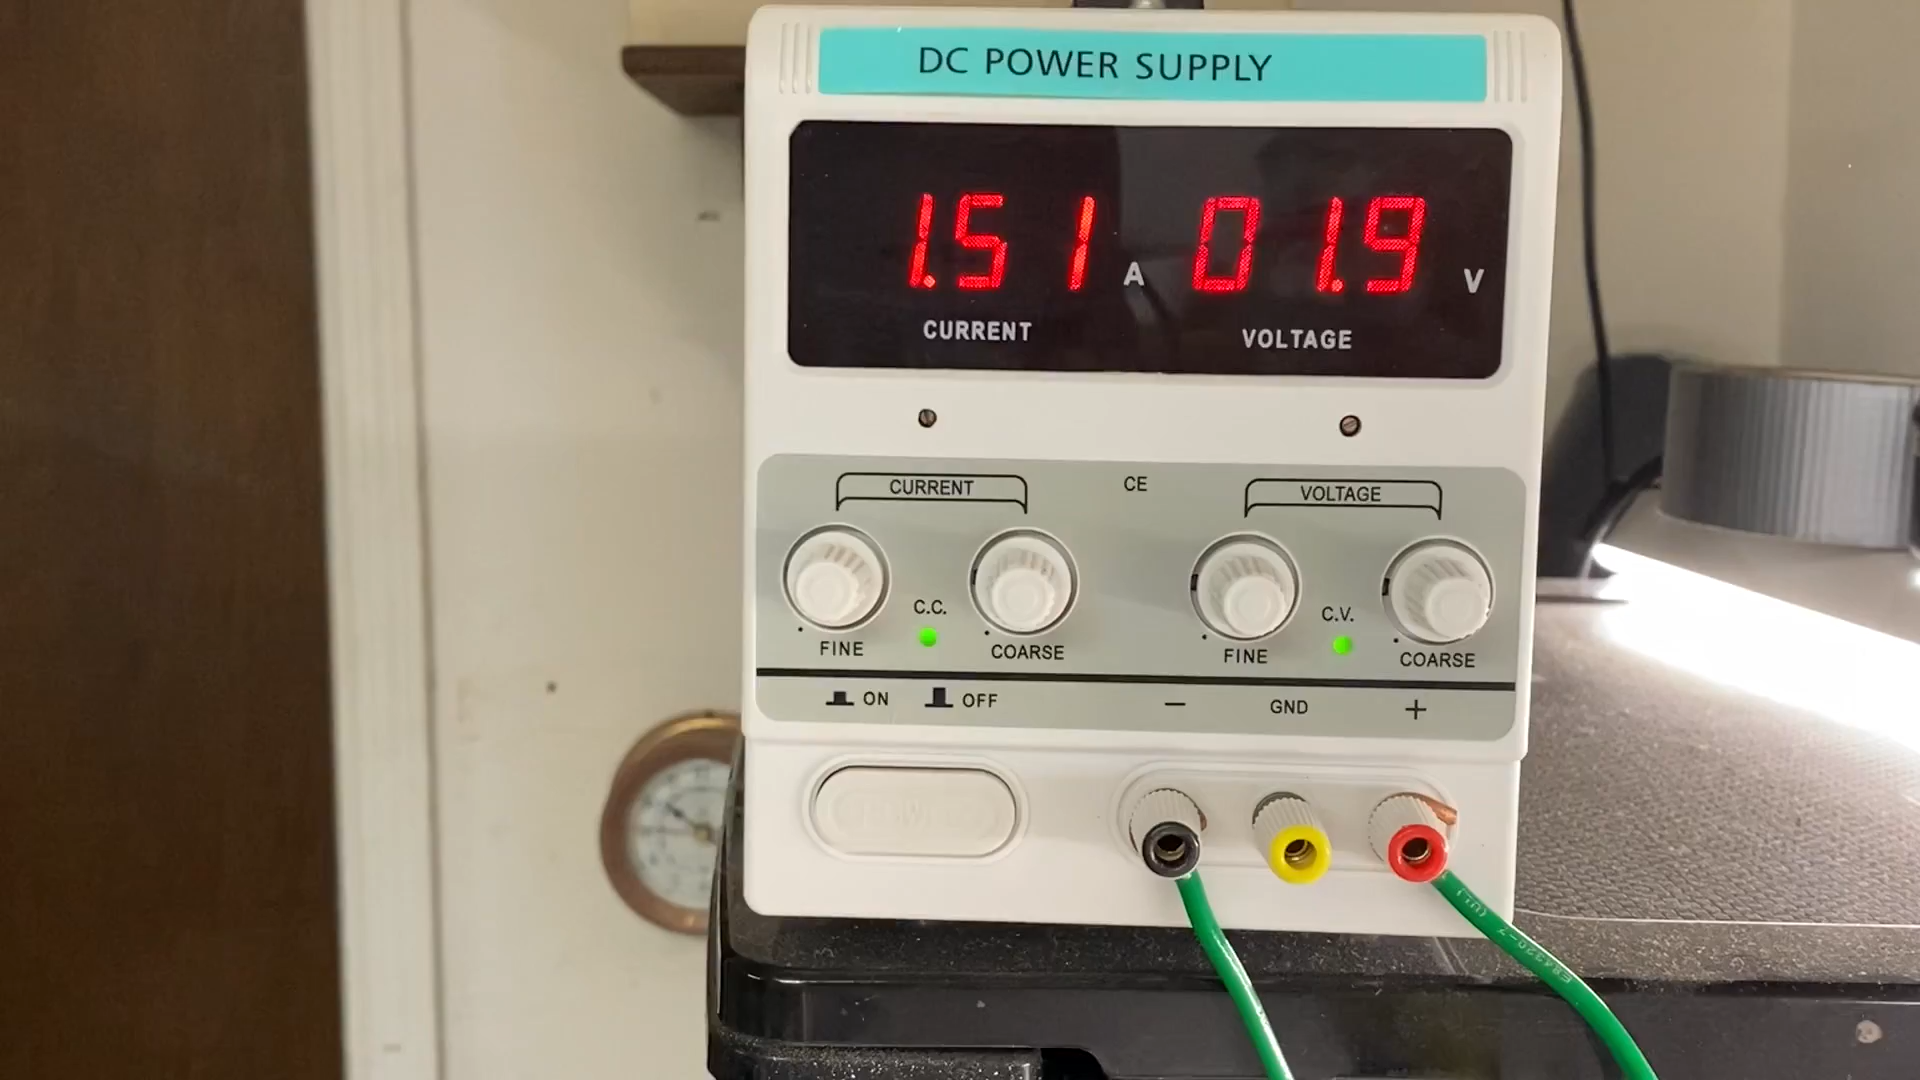 DC POWER SUPPLY
1.51 A 01.9 V
CURRENT VOLTAGE
CURRENT CE VOLTAGE
C.C. C.V.
FINE COARSE FINE COARSE
ON OFF − GND +